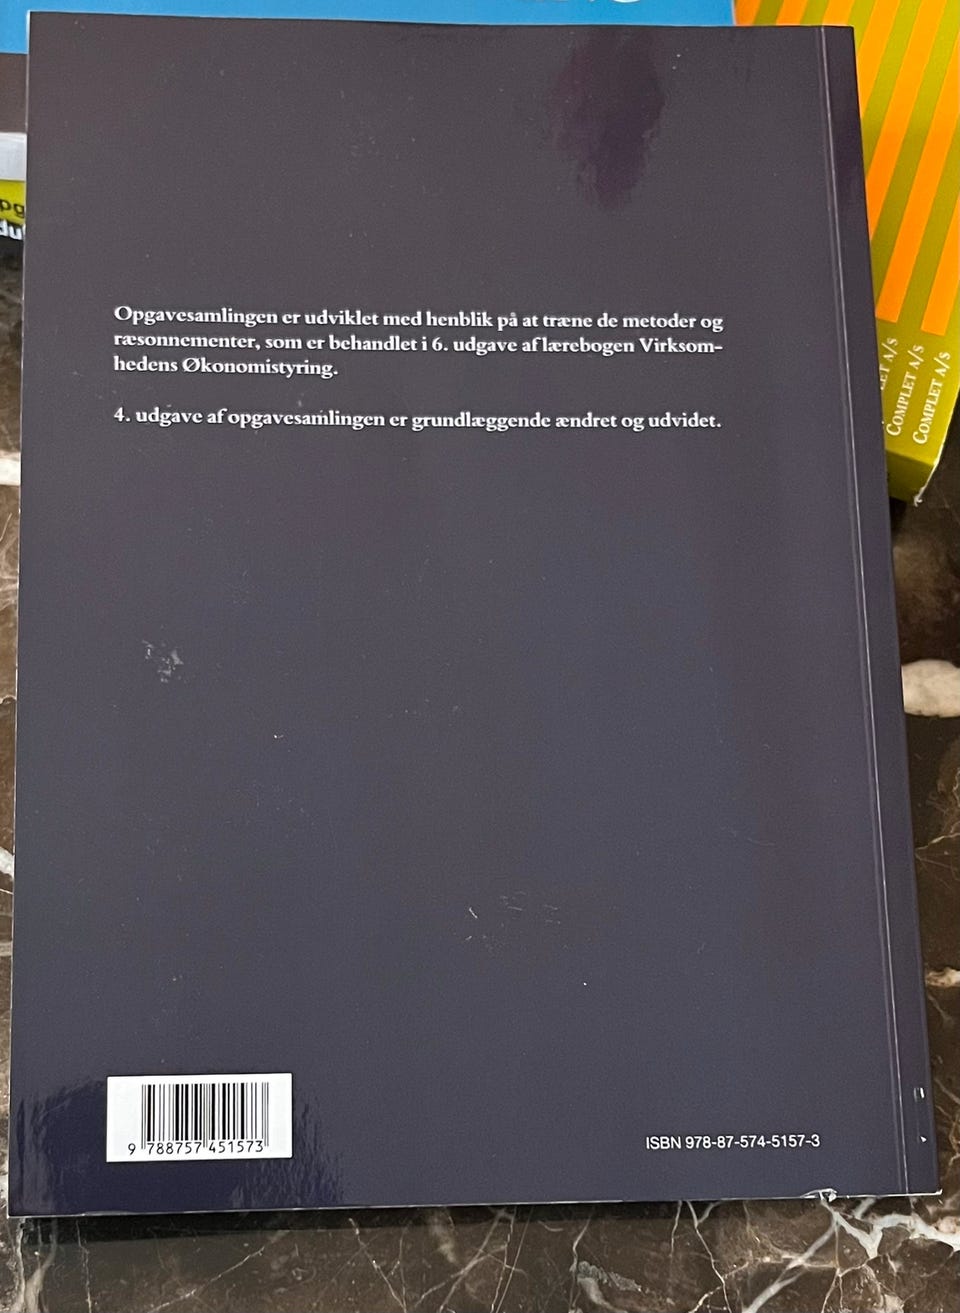 Opgavesamlingen er udviklet med henblik på at træne de metoder og
ræsonnementer, som er behandlet i 6. udgave af lærebogen Virksom-
hedens Økonomistyring.
4. udgave af opgavesamlingen er grundlæggende ændret og udvidet.
9 788757 451573
ISBN 978-87-574-5157-3
COMPLET A/S
COMPLET A/S